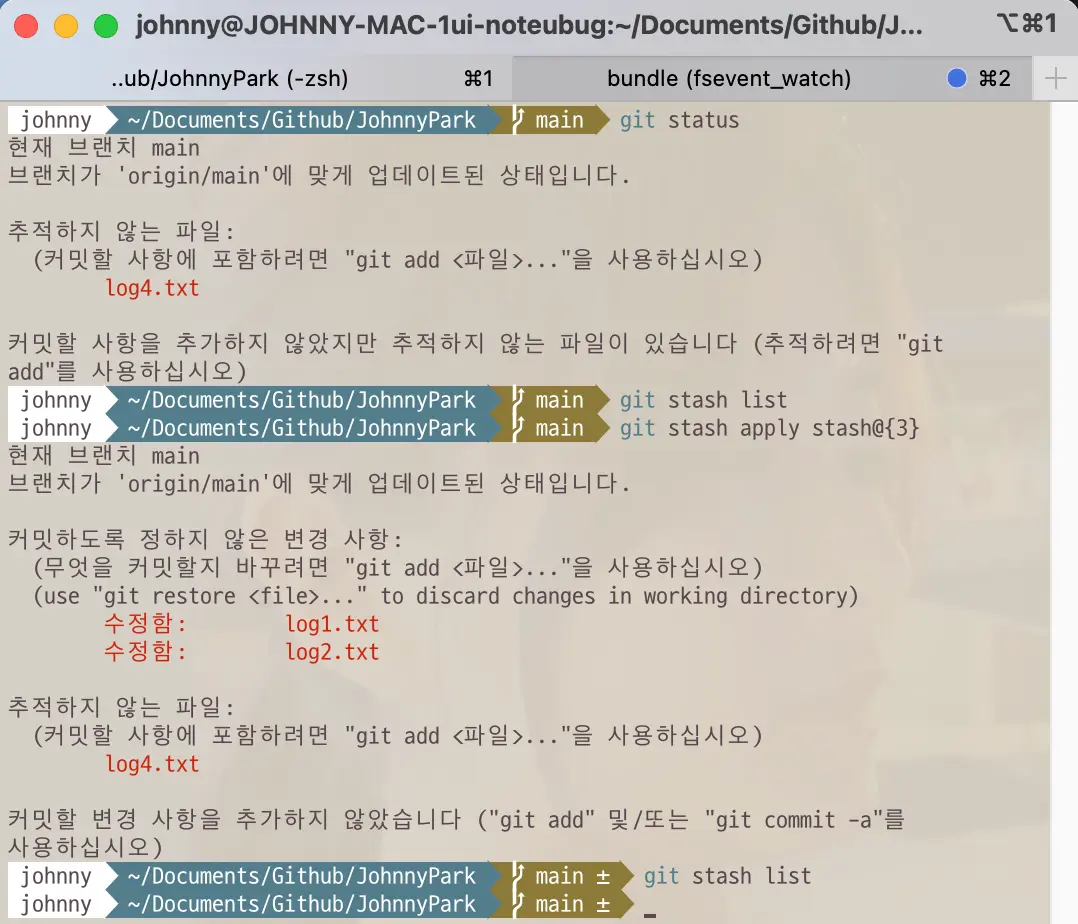 johnny@JOHNNY-MAC-1ui-noteubug:~/Documents/Github/J... ⌥⌘1
..ub/JohnnyPark (-zsh) ⌘1 bundle (fsevent_watch) ⌘2
johnny ~/Documents/Github/JohnnyPark main git status
현재 브랜치 main
브랜치가 'origin/main'에 맞게 업데이트된 상태입니다.
추적하지 않는 파일:
(커밋할 사항에 포함하려면 "git add <파일>..."을 사용하십시오)
log4.txt
커밋할 사항을 추가하지 않았지만 추적하지 않는 파일이 있습니다 (추적하려면 "git
add"를 사용하십시오)
johnny ~/Documents/Github/JohnnyPark main git stash list
johnny ~/Documents/Github/JohnnyPark main git stash apply stash@{3}
현재 브랜치 main
브랜치가 'origin/main'에 맞게 업데이트된 상태입니다.
커밋하도록 정하지 않은 변경 사항:
(무엇을 커밋할지 바꾸려면 "git add <파일>..."을 사용하십시오)
(use "git restore <file>..." to discard changes in working directory)
수정함: log1.txt
수정함: log2.txt
추적하지 않는 파일:
(커밋할 사항에 포함하려면 "git add <파일>..."을 사용하십시오)
log4.txt
커밋할 변경 사항을 추가하지 않았습니다 ("git add" 및/또는 "git commit -a"를
사용하십시오)
johnny ~/Documents/Github/JohnnyPark main ± git stash list
johnny ~/Documents/Github/JohnnyPark main ±